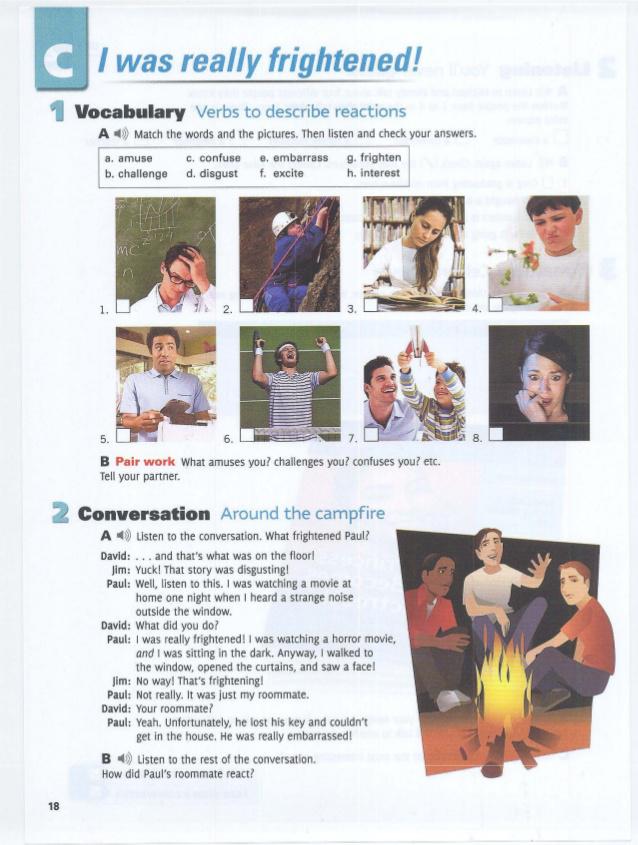 C I was really frightened!
1 Vocabulary Verbs to describe reactions
A Match the words and the pictures. Then listen and check your answers.
a. amuse c. confuse e. embarrass g. frighten
b. challenge d. disgust f. excite h. interest
1. 2. 3. 4.
5. 6. 7. 8.
B Pair work What amuses you? challenges you? confuses you? etc.
Tell your partner.
2 Conversation Around the campfire
A Listen to the conversation. What frightened Paul?
David: . . . and that's what was on the floor!
Jim: Yuck! That story was disgusting!
Paul: Well, listen to this. I was watching a movie at
home one night when I heard a strange noise
outside the window.
David: What did you do?
Paul: I was really frightened! I was watching a horror movie,
and I was sitting in the dark. Anyway, I walked to
the window, opened the curtains, and saw a face!
Jim: No way! That's frightening!
Paul: Not really. It was just my roommate.
David: Your roommate?
Paul: Yeah. Unfortunately, he lost his key and couldn't
get in the house. He was really embarrassed!
B Listen to the rest of the conversation.
How did Paul's roommate react?
18